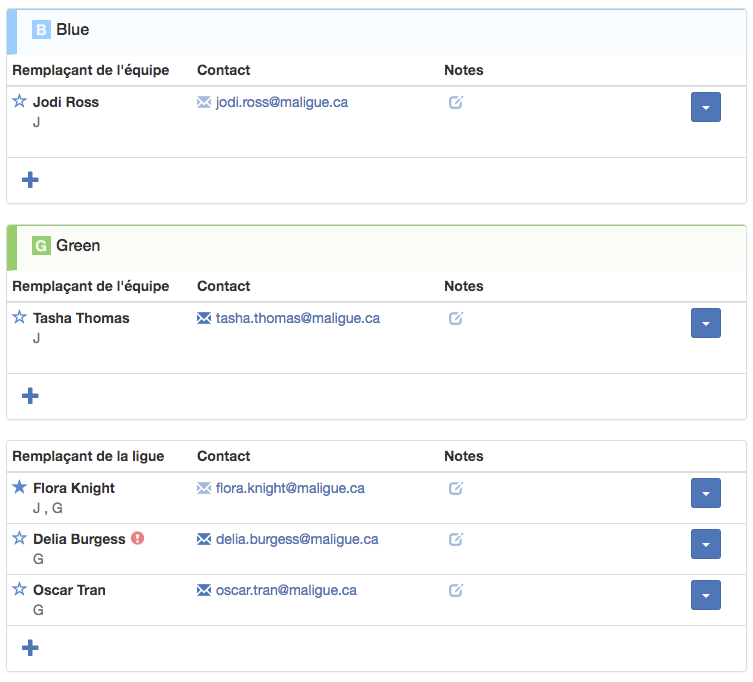 B Blue
Remplaçant de l'équipe Contact Notes
Jodi Ross jodi.ross@maligue.ca
J
G Green
Remplaçant de l'équipe Contact Notes
Tasha Thomas tasha.thomas@maligue.ca
J
Remplaçant de la ligue Contact Notes
Flora Knight flora.knight@maligue.ca
J , G
Delia Burgess delia.burgess@maligue.ca
G
Oscar Tran oscar.tran@maligue.ca
G